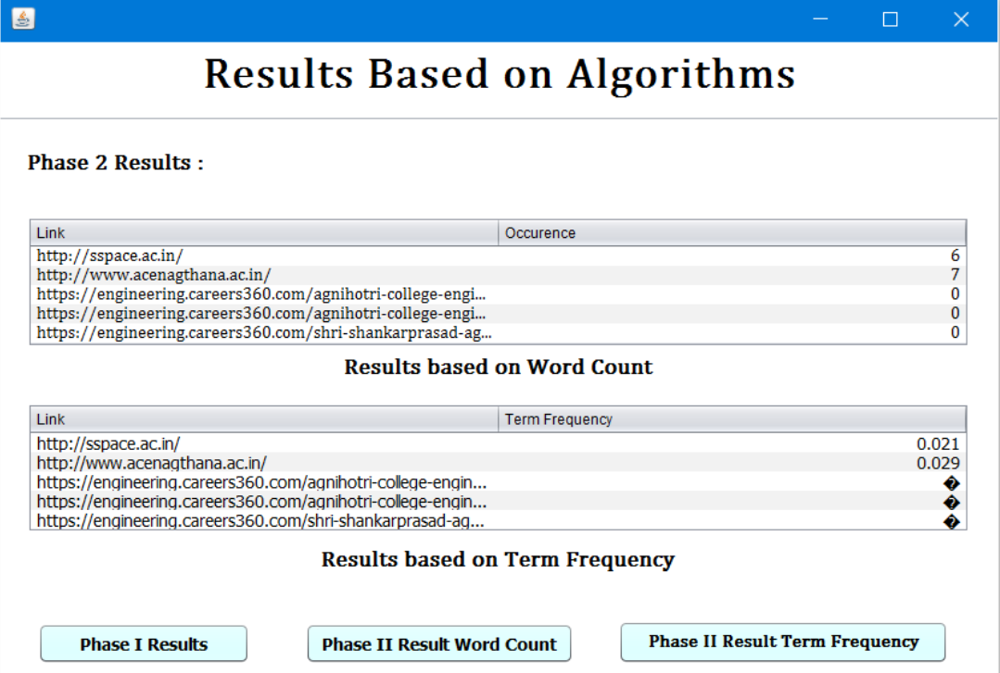 Results Based on Algorithms
Phase 2 Results :
Link Occurence
http://sspace.ac.in/ 6
http://www.acenagthana.ac.in/ 7
https://engineering.careers360.com/agnihotri-college-engi... 0
https://engineering.careers360.com/agnihotri-college-engi... 0
https://engineering.careers360.com/shri-shankarprasad-ag... 0
Results based on Word Count
Link Term Frequency
http://sspace.ac.in/ 0.021
http://www.acenagthana.ac.in/ 0.029
https://engineering.careers360.com/agnihotri-college-engin... �
https://engineering.careers360.com/agnihotri-college-engin... �
https://engineering.careers360.com/shri-shankarprasad-ag... �
Results based on Term Frequency
Phase I Results Phase II Result Word Count Phase II Result Term Frequency